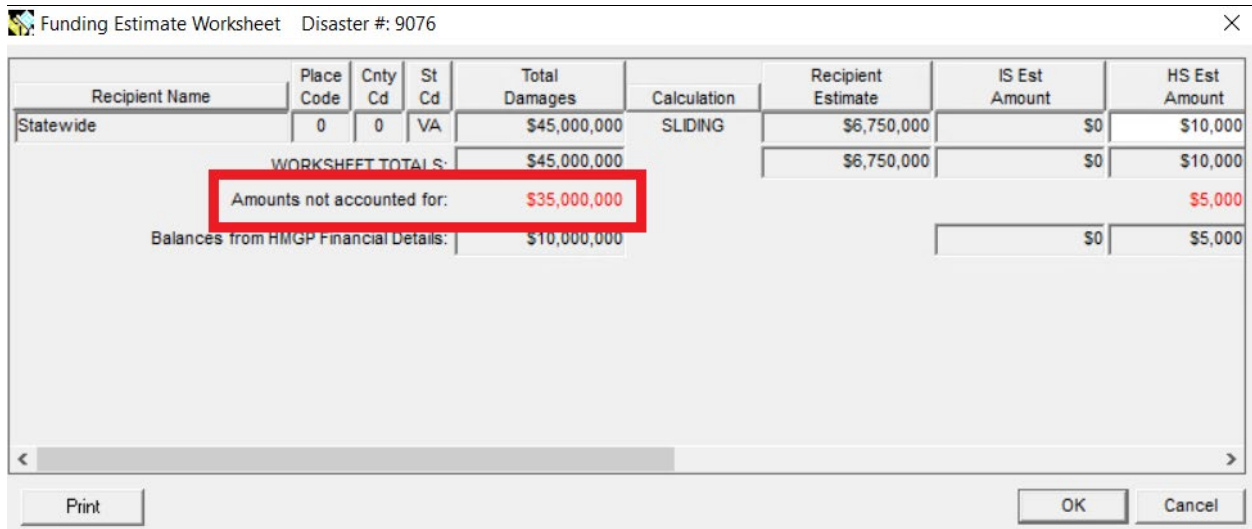 Funding Estimate Worksheet Disaster #: 9076
Recipient Name Place Code Cnty Cd St Cd Total Damages Calculation Recipient Estimate IS Est Amount HS Est Amount
Statewide 0 0 VA $45,000,000 SLIDING $6,750,000 $0 $10,000
WORKSHEET TOTALS: $45,000,000 $6,750,000 $0 $10,000
Amounts not accounted for: $35,000,000 $5,000
Balances from HMGP Financial Details: $10,000,000 $0 $5,000
Print OK Cancel